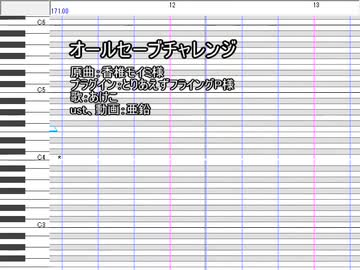 171.00
12
13
C6
オールセーブチャレンジ
原曲：香椎モイミ様
プラグイン：とりあえずフライングP様
C5
歌：あけこ
ust、動画：亜鉛
*
C4
C3